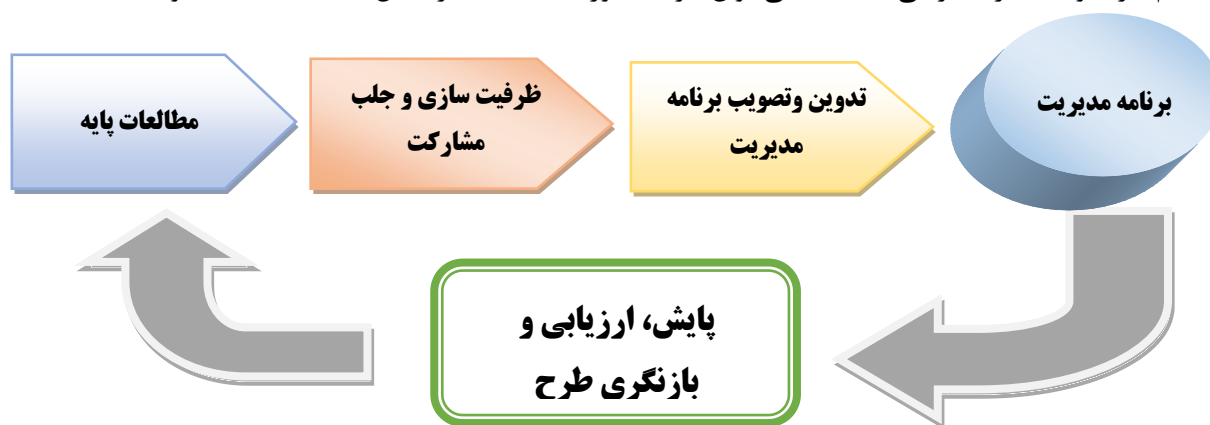 مطالعات پایه
ظرفیت سازی و جلب
مشارکت
تدوین وتصویب برنامه
مدیریت
برنامه مدیریت
پایش، ارزیابی و
بازنگری طرح